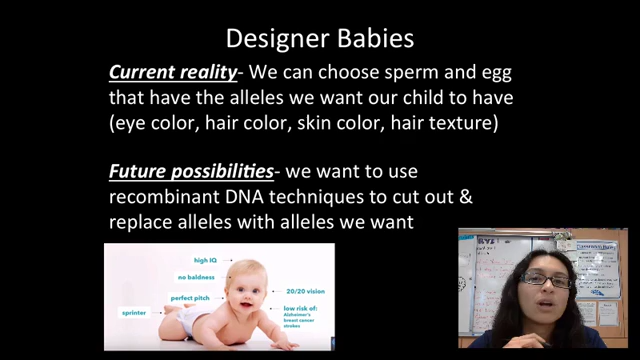 Designer Babies
Current reality- We can choose sperm and egg
that have the alleles we want our child to have
(eye color, hair color, skin color, hair texture)
Future possibilities- we want to use
recombinant DNA techniques to cut out &
replace alleles with alleles we want
high IQ
no baldness
perfect pitch
sprinter
20/20 vision
low risk of:
Alzheimer's
breast cancer
strokes